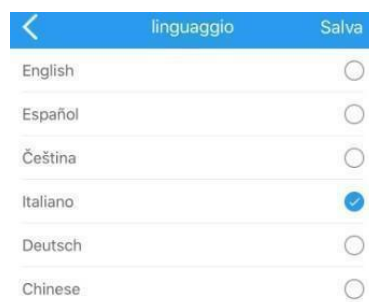 linguaggio Salva
English
Español
Čeština
Italiano
Deutsch
Chinese